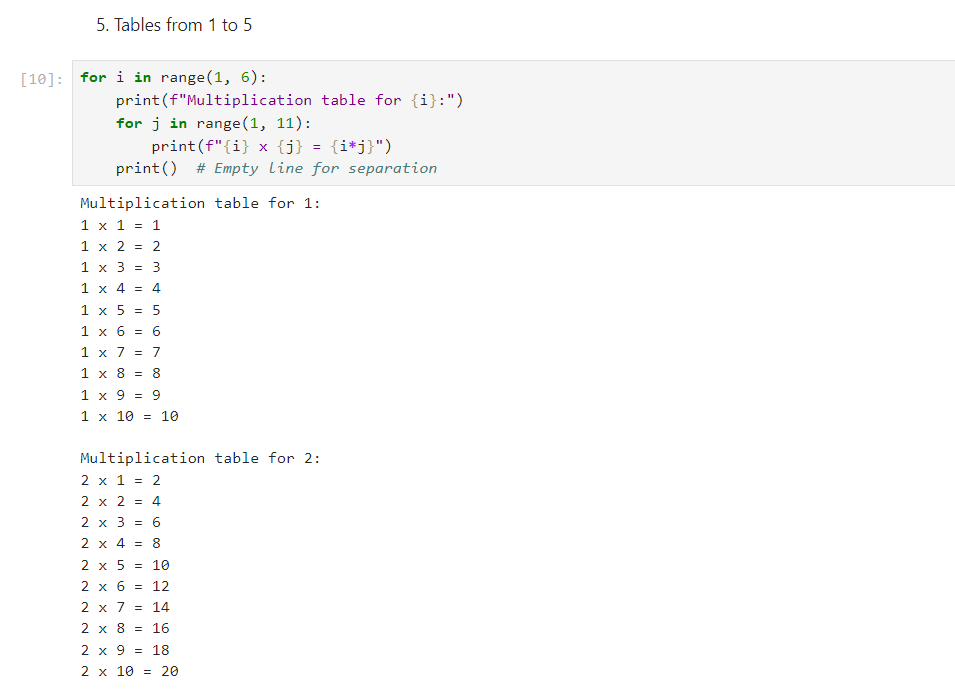 5. Tables from 1 to 5
[10]: for i in range(1, 6):
    print(f"Multiplication table for {i}:")
    for j in range(1, 11):
        print(f"{i} x {j} = {i*j}")
    print()  # Empty line for separation
Multiplication table for 1:
1 x 1 = 1
1 x 2 = 2
1 x 3 = 3
1 x 4 = 4
1 x 5 = 5
1 x 6 = 6
1 x 7 = 7
1 x 8 = 8
1 x 9 = 9
1 x 10 = 10
Multiplication table for 2:
2 x 1 = 2
2 x 2 = 4
2 x 3 = 6
2 x 4 = 8
2 x 5 = 10
2 x 6 = 12
2 x 7 = 14
2 x 8 = 16
2 x 9 = 18
2 x 10 = 20